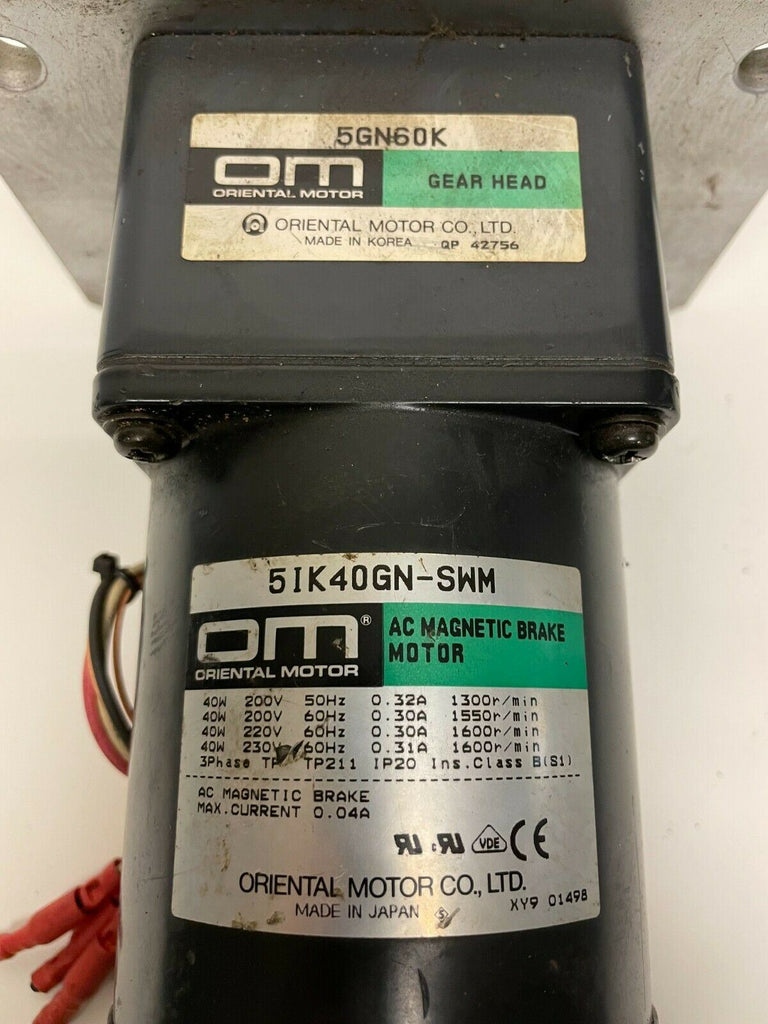 5GN60K
om
ORIENTAL MOTOR
GEAR HEAD
ORIENTAL MOTOR CO., LTD.
MADE IN KOREA QP 42756
5IK40GN-SWM
om®
ORIENTAL MOTOR
AC MAGNETIC BRAKE
MOTOR
40W 200V 50Hz 0.32A 1300r/min
40W 200V 60Hz 0.30A 1550r/min
40W 220V 60Hz 0.30A 1600r/min
40W 230V 60Hz 0.31A 1600r/min
3Phase TP TP211 IP20 Ins.Class B(S1)
AC MAGNETIC BRAKE
MAX.CURRENT 0.04A
VDE CE
ORIENTAL MOTOR CO., LTD.
MADE IN JAPAN
XY9 01498